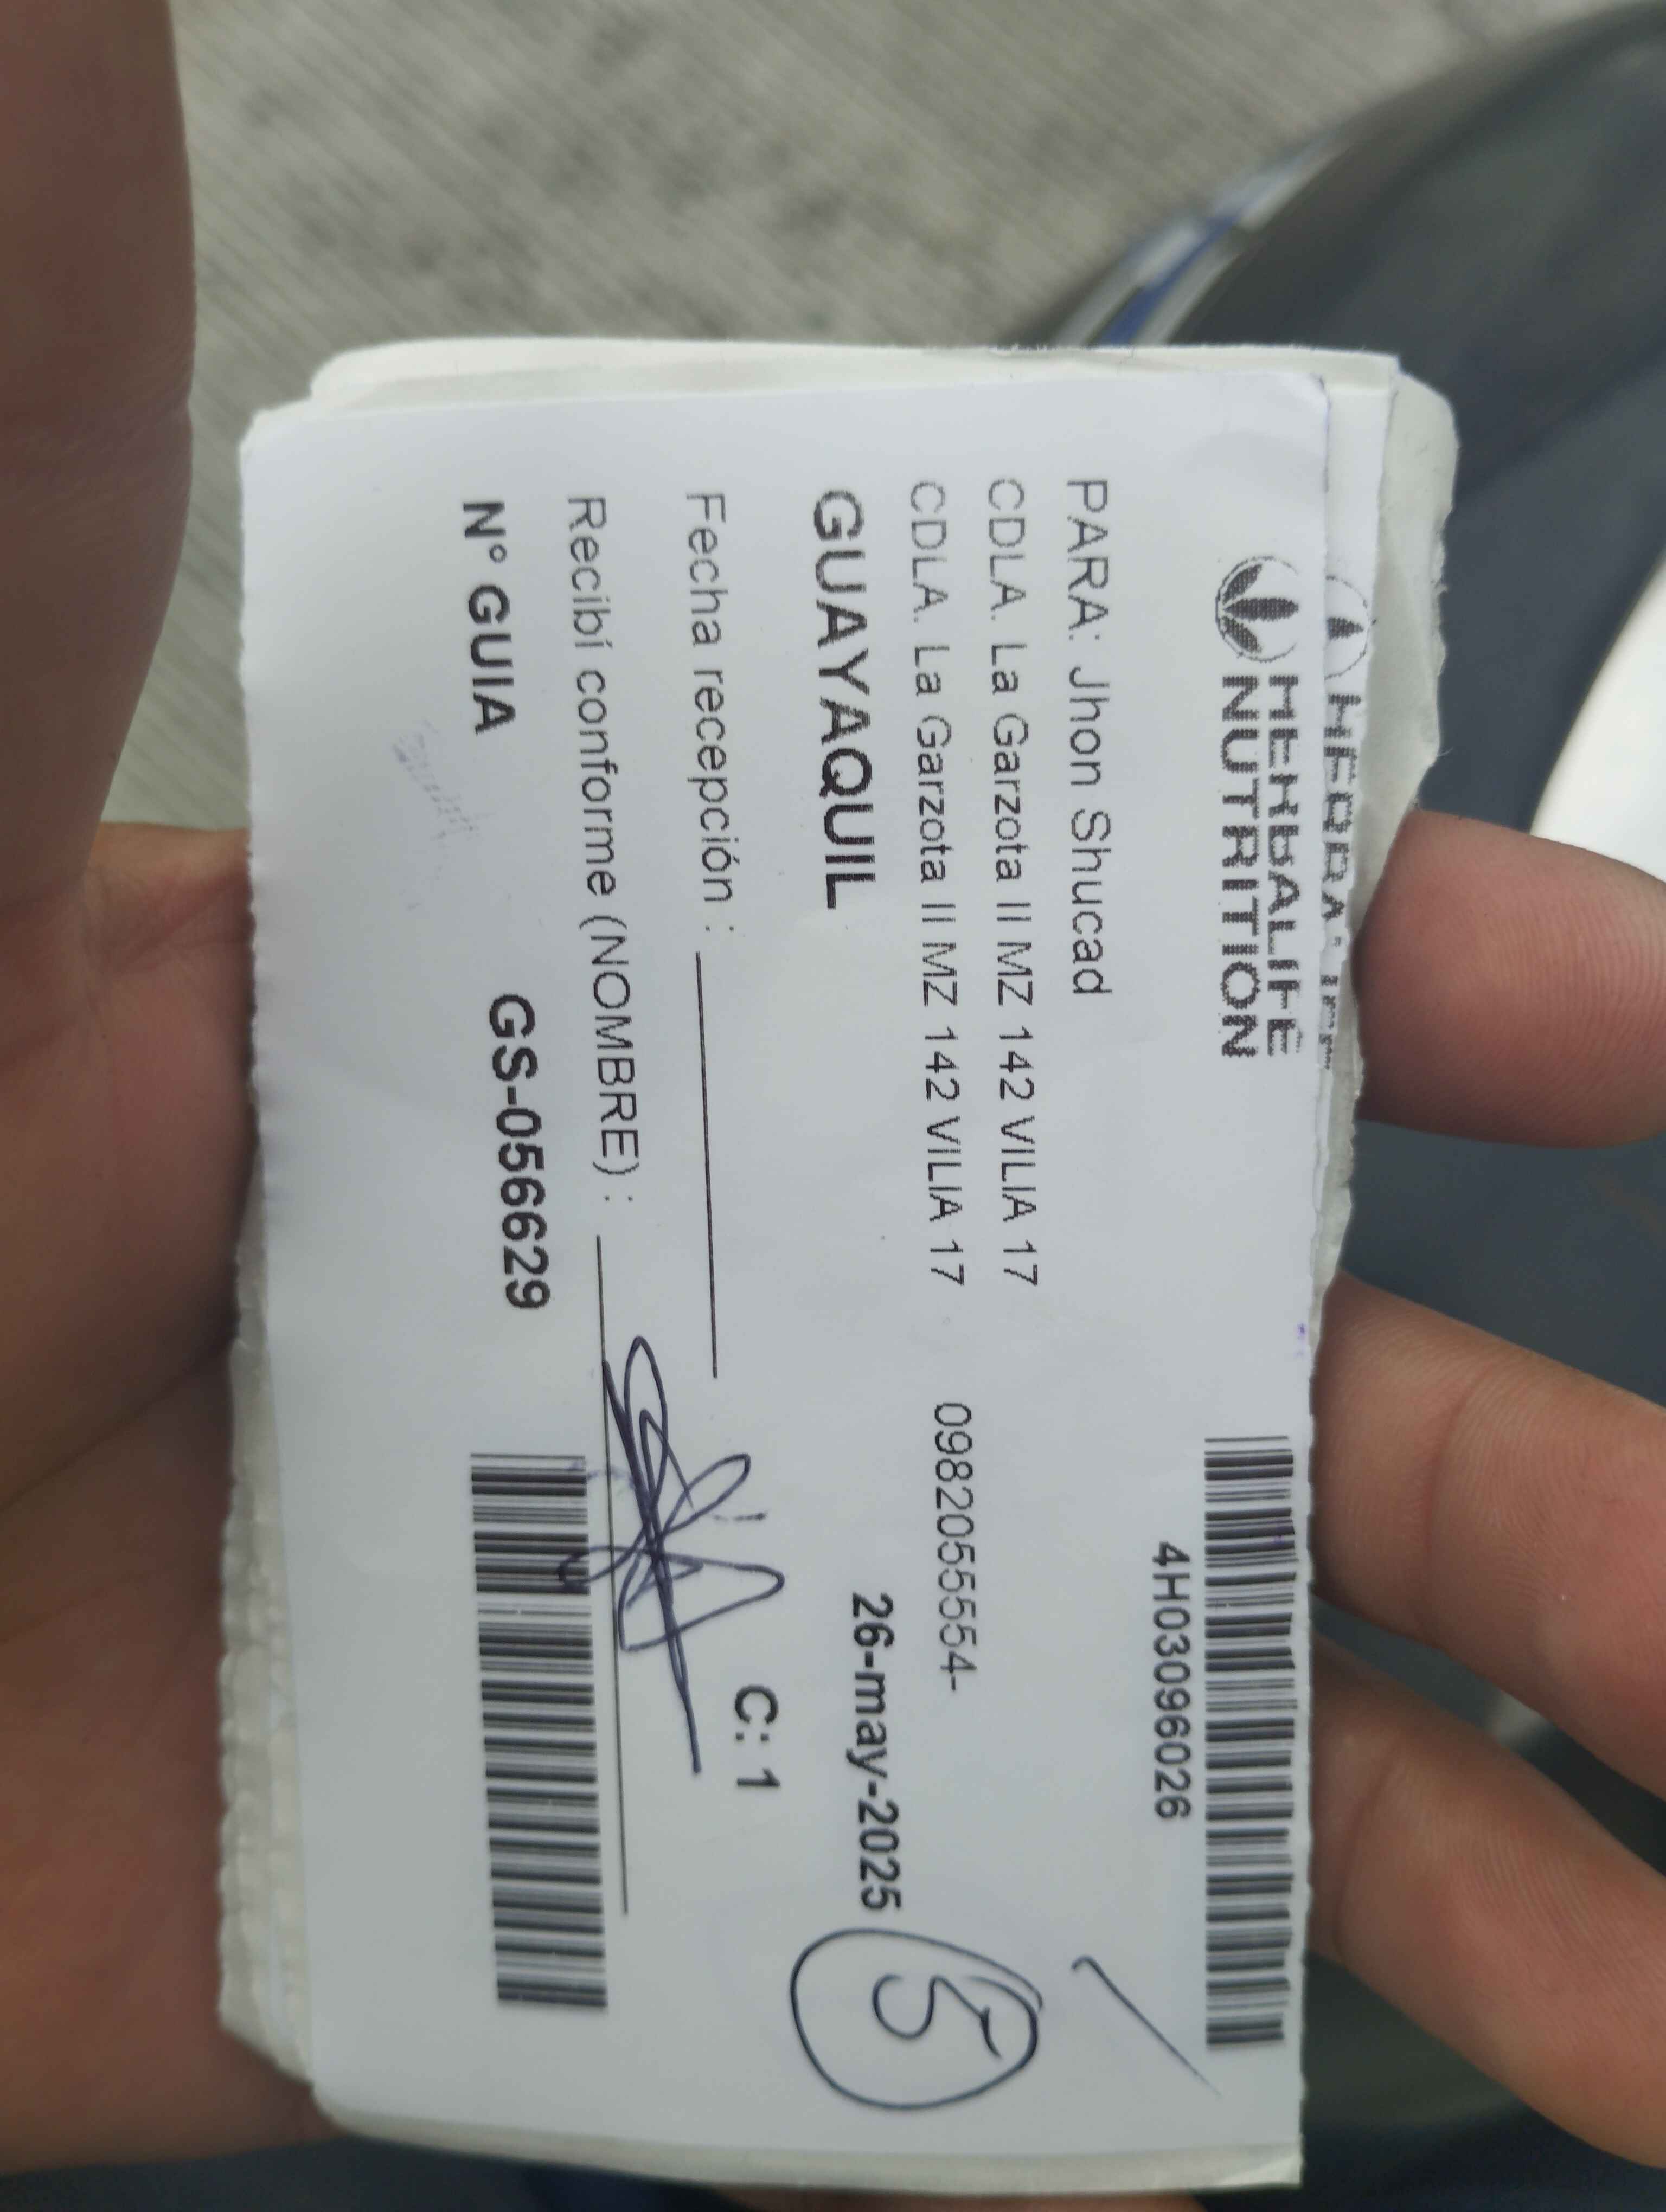 HERBALIFE
NUTRITION
4H03096026
PARA: Jhon Shucad
CDLA. La Garzota II MZ 142 VILIA 17
CDLA. La Garzota II MZ 142 VILIA 17 0982055554-
GUAYAQUIL 26-may-2025
5
Fecha recepción :
C: 1
Recibí conforme (NOMBRE) :
N° GUIA GS-056629